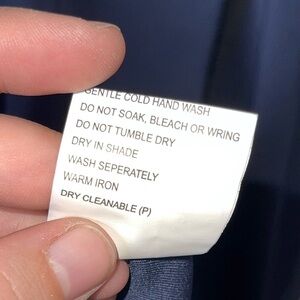 GENTLE COLD HAND WASH
DO NOT SOAK, BLEACH OR WRING
DO NOT TUMBLE DRY
DRY IN SHADE
WASH SEPERATELY
WARM IRON
DRY CLEANABLE (P)